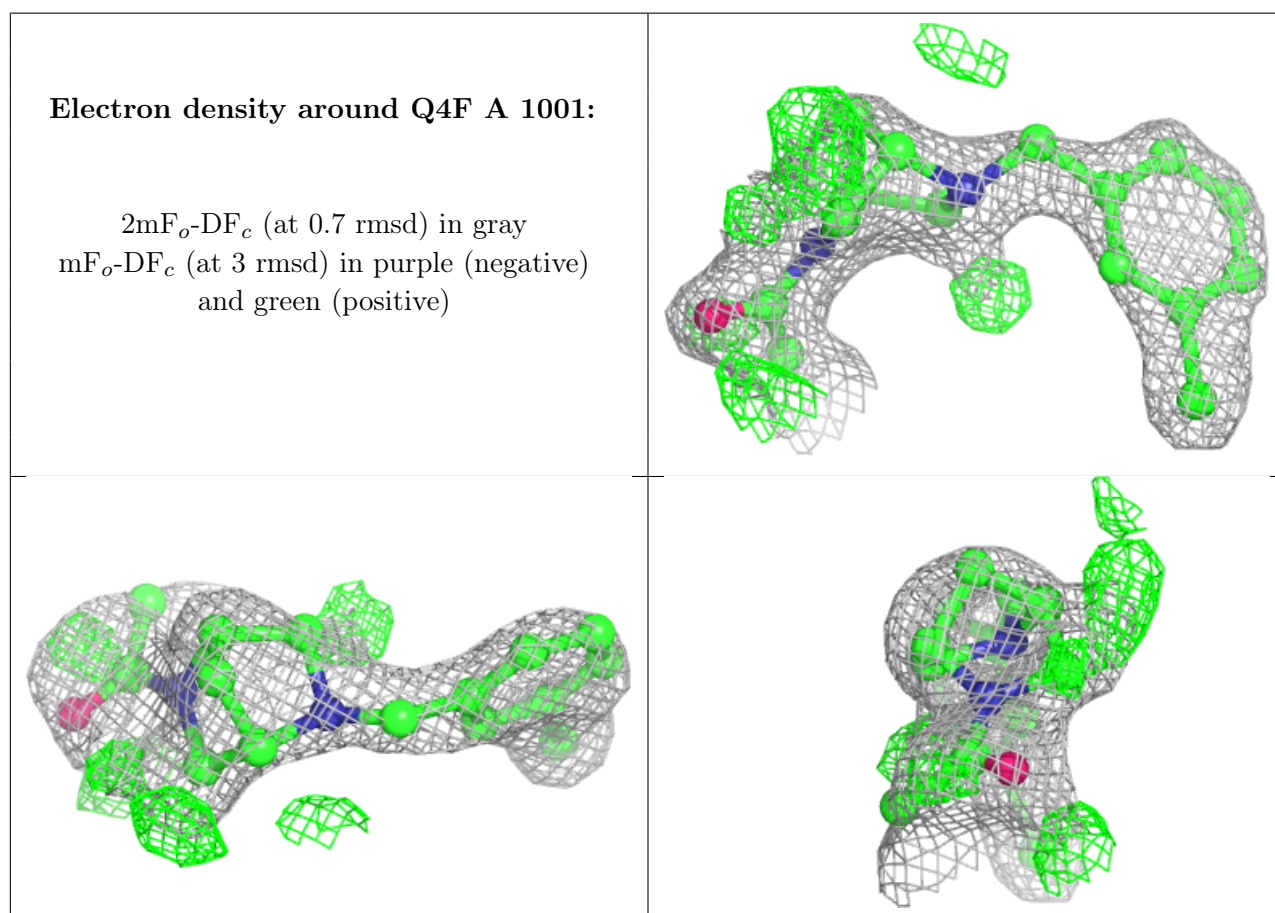 Electron density around Q4F A 1001:
2mFₒ-DF𝒸 (at 0.7 rmsd) in gray
mFₒ-DF𝒸 (at 3 rmsd) in purple (negative)
and green (positive)